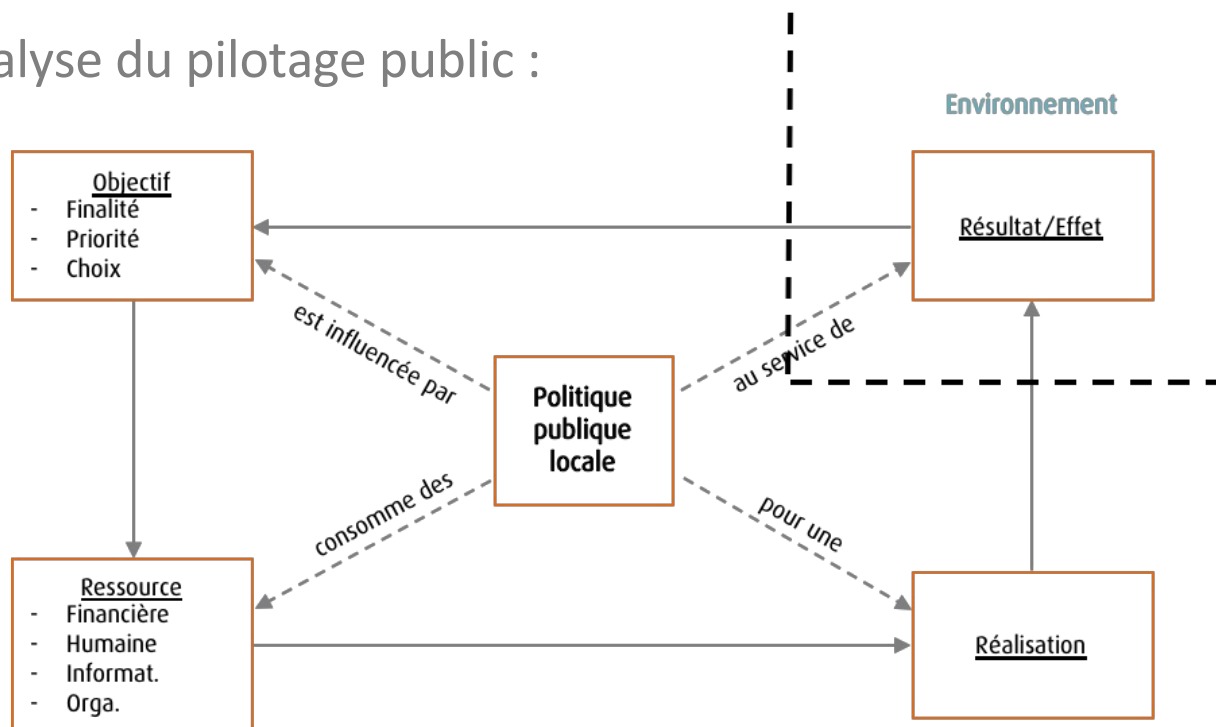 alyse du pilotage public :
Environnement
Objectif
- Finalité
- Priorité
- Choix
Résultat/Effet
est influencée par
au service de
Politique
publique
locale
consomme des
pour une
Ressource
- Financière
- Humaine
- Informat.
- Orga.
Réalisation